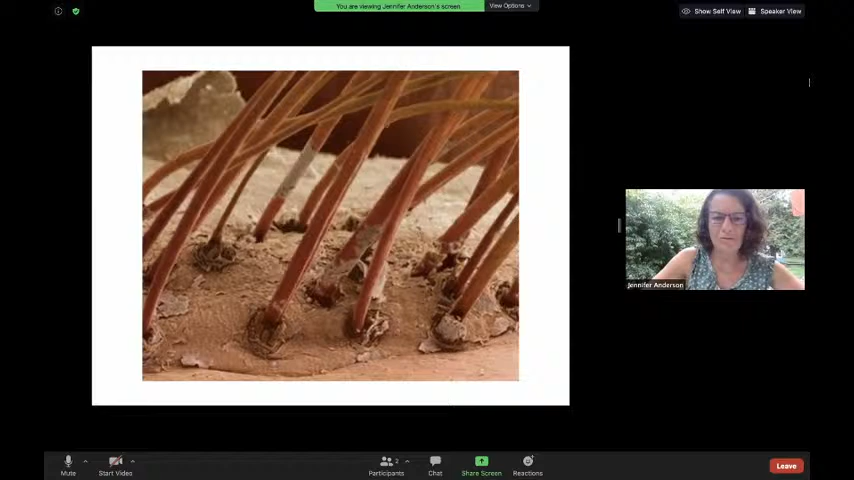 You are viewing Jennifer Anderson's screen
View Options
Show Self View
Speaker View
Jennifer Anderson
Mute
Start Video
Participants
2
Chat
Share Screen
Reactions
Leave